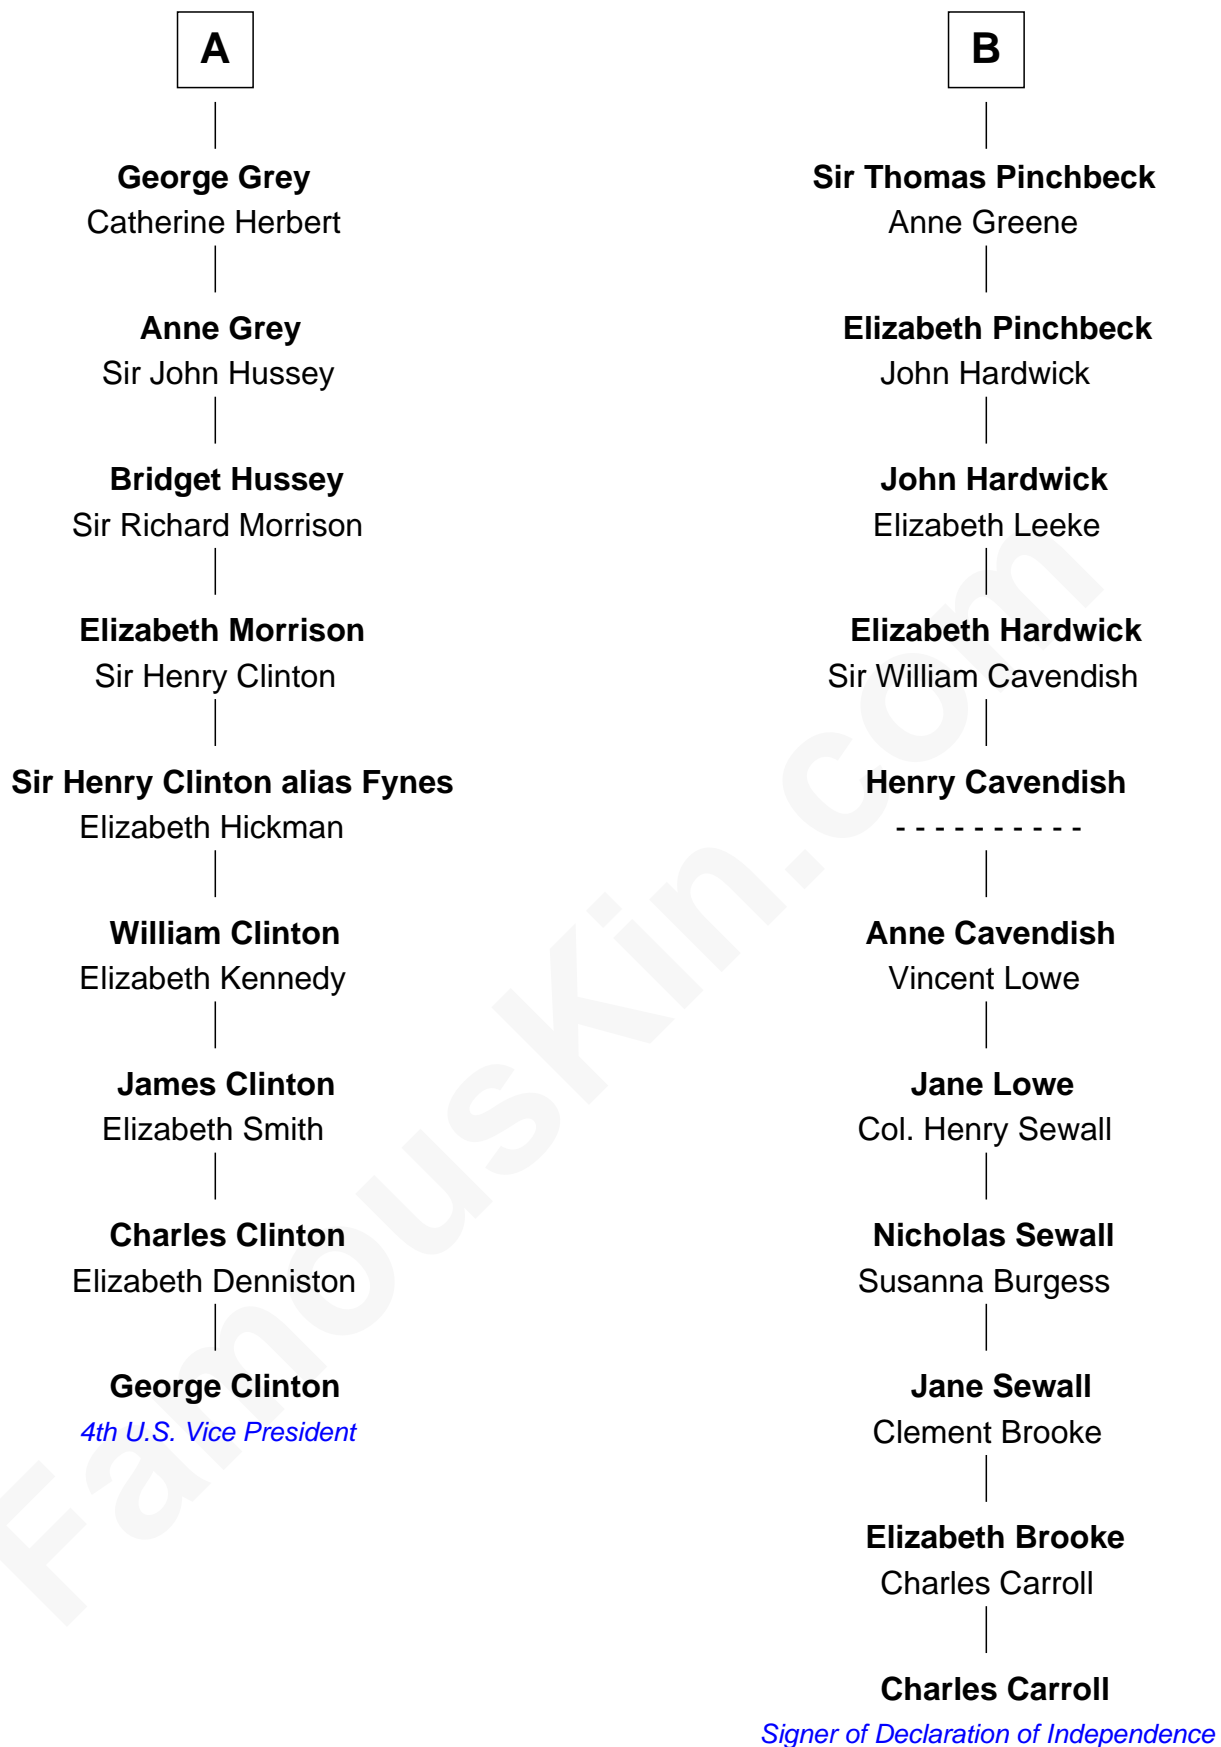 A
George Grey
Catherine Herbert
Anne Grey
Sir John Hussey
Bridget Hussey
Sir Richard Morrison
Elizabeth Morrison
Sir Henry Clinton
Sir Henry Clinton alias Fynes
Elizabeth Hickman
William Clinton
Elizabeth Kennedy
James Clinton
Elizabeth Smith
Charles Clinton
Elizabeth Denniston
George Clinton
4th U.S. Vice President
B
Sir Thomas Pinchbeck
Anne Greene
Elizabeth Pinchbeck
John Hardwick
John Hardwick
Elizabeth Leeke
Elizabeth Hardwick
Sir William Cavendish
Henry Cavendish
- - - - - - - - - -
Anne Cavendish
Vincent Lowe
Jane Lowe
Col. Henry Sewall
Nicholas Sewall
Susanna Burgess
Jane Sewall
Clement Brooke
Elizabeth Brooke
Charles Carroll
Charles Carroll
Signer of Declaration of Independence
FamousKin.com